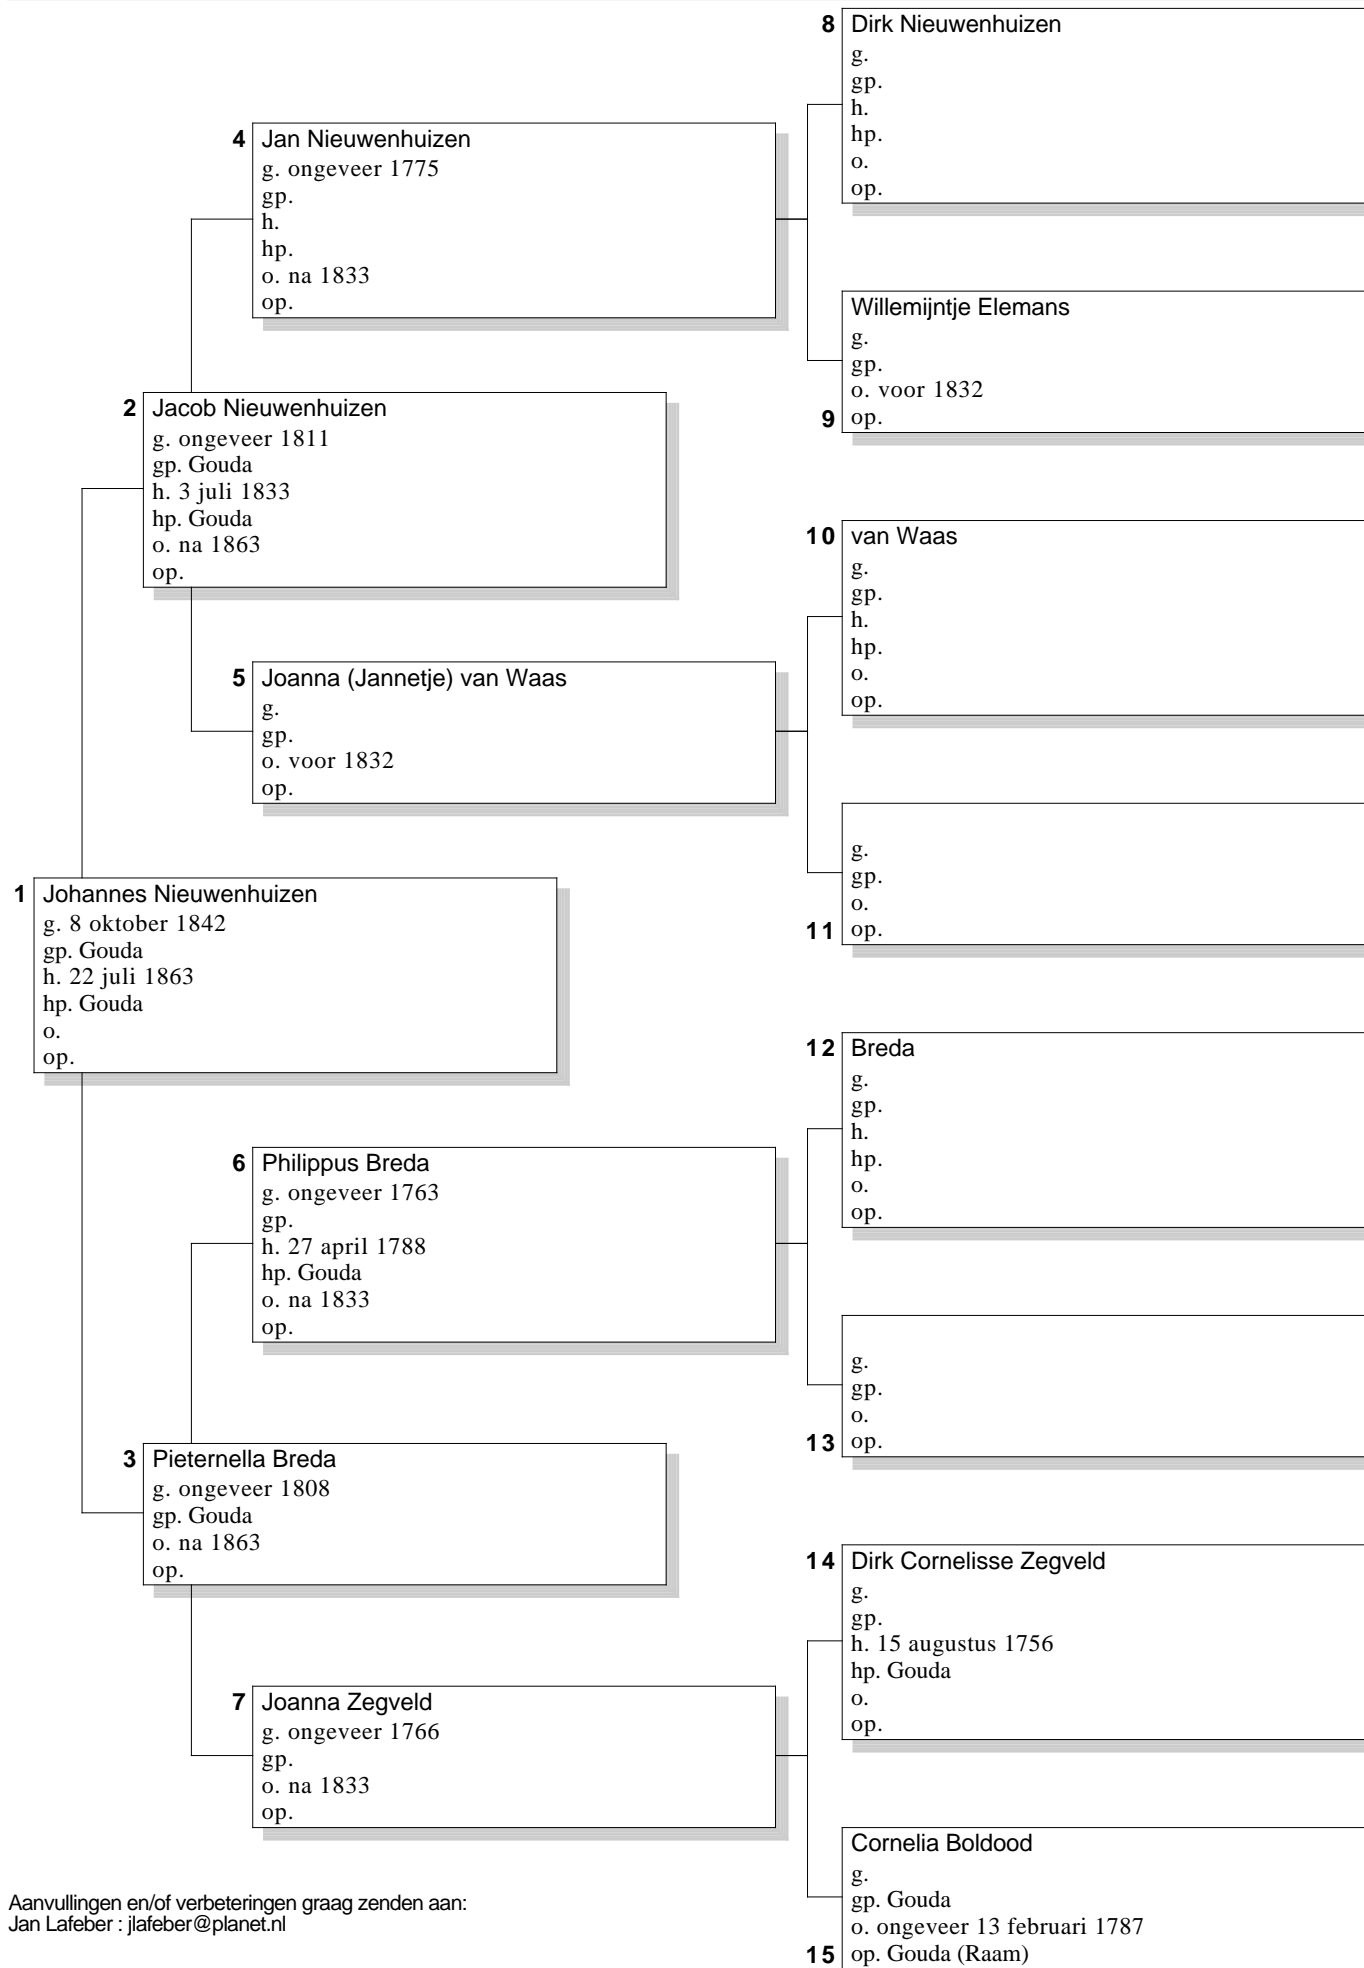 8 Dirk Nieuwenhuizen
g.
gp.
h.
hp.
o.
op.
4 Jan Nieuwenhuizen
g. ongeveer 1775
gp.
h.
hp.
o. na 1833
op.
Willemijntje Elemans
g.
gp.
o. voor 1832
9 op.
2 Jacob Nieuwenhuizen
g. ongeveer 1811
gp. Gouda
h. 3 juli 1833
hp. Gouda
o. na 1863
op.
10 van Waas
g.
gp.
h.
hp.
o.
op.
5 Joanna (Jannetje) van Waas
g.
gp.
o. voor 1832
op.
g.
gp.
o.
11 op.
1 Johannes Nieuwenhuizen
g. 8 oktober 1842
gp. Gouda
h. 22 juli 1863
hp. Gouda
o.
op.
12 Breda
g.
gp.
h.
hp.
o.
op.
6 Philippus Breda
g. ongeveer 1763
gp.
h. 27 april 1788
hp. Gouda
o. na 1833
op.
g.
gp.
o.
13 op.
3 Pieternella Breda
g. ongeveer 1808
gp. Gouda
o. na 1863
op.
14 Dirk Cornelisse Zegveld
g.
gp.
h. 15 augustus 1756
hp. Gouda
o.
op.
7 Joanna Zegveld
g. ongeveer 1766
gp.
o. na 1833
op.
Cornelia Boldood
g.
gp. Gouda
o. ongeveer 13 februari 1787
15 op. Gouda (Raam)
Aanvullingen en/of verbeteringen graag zenden aan:
Jan Lafeber : jlafeber@planet.nl